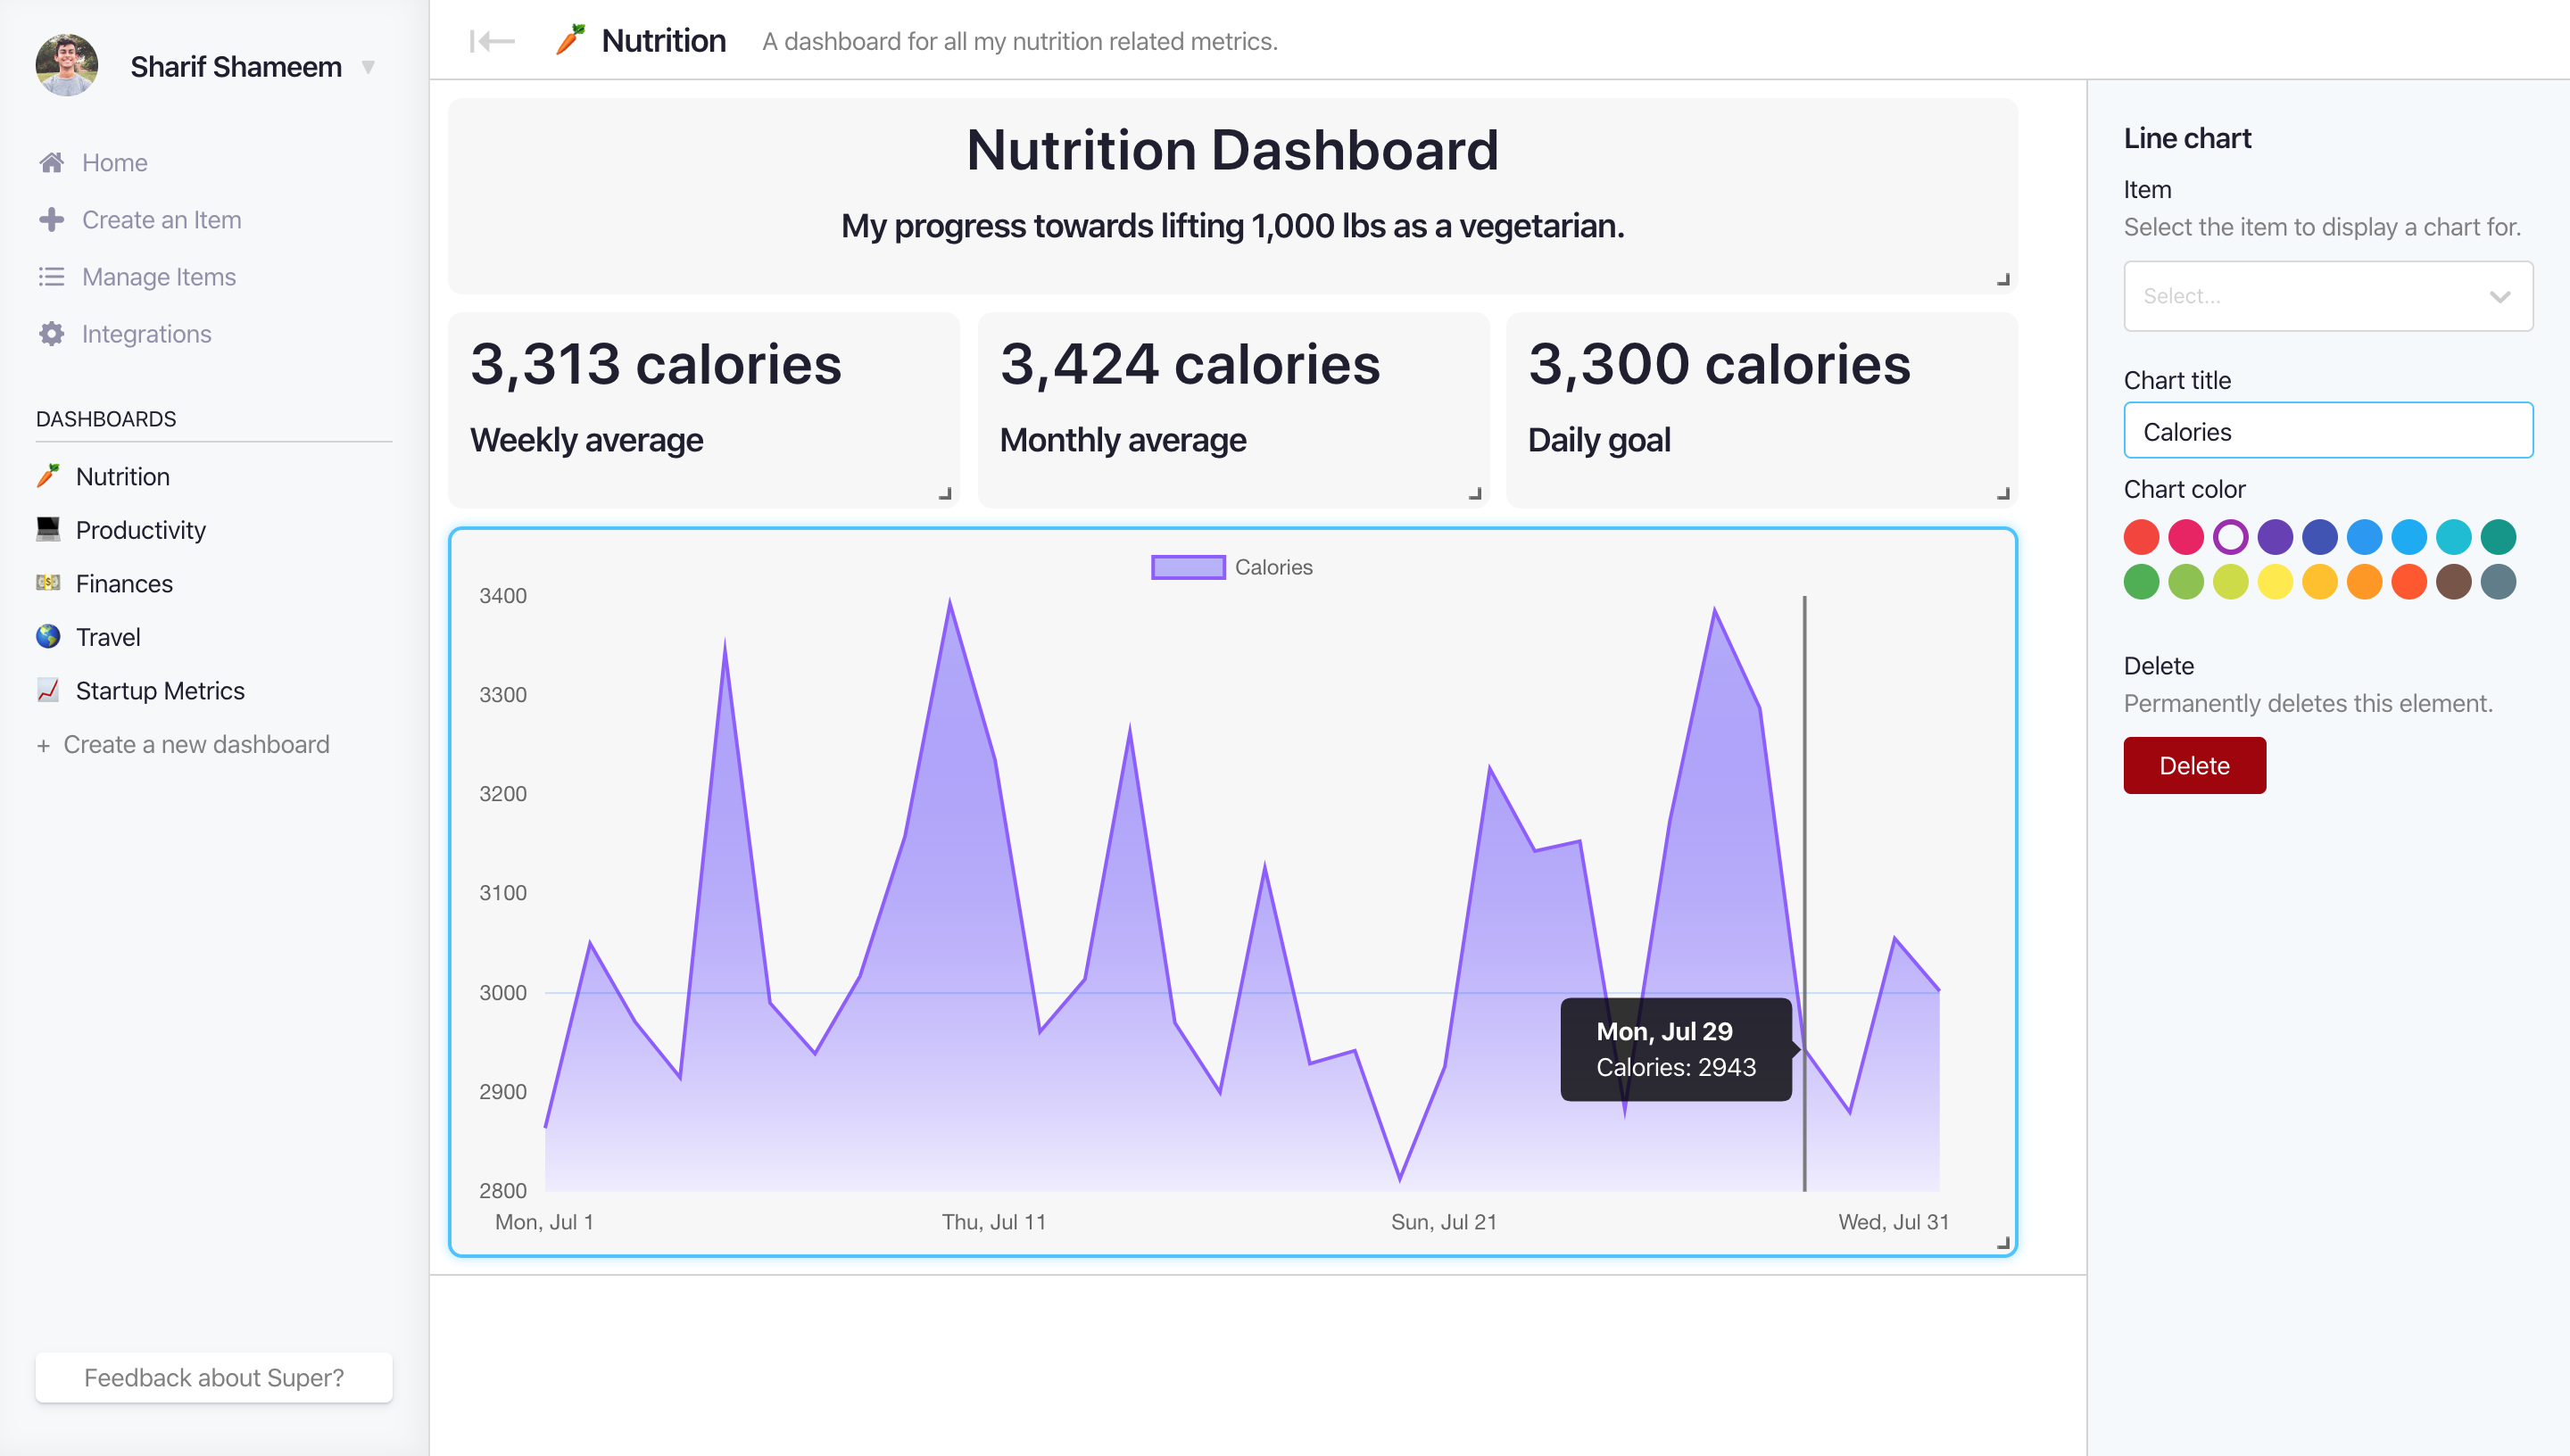 Sharif Shameem
Home
Create an Item
Manage Items
Integrations
DASHBOARDS
Nutrition
Productivity
Finances
Travel
Startup Metrics
+ Create a new dashboard
Feedback about Super?
Nutrition A dashboard for all my nutrition related metrics.
Nutrition Dashboard
My progress towards lifting 1,000 lbs as a vegetarian.
3,313 calories
Weekly average
3,424 calories
Monthly average
3,300 calories
Daily goal
Calories
3400
3300
3200
3100
3000
2900
2800
Mon, Jul 29
Calories: 2943
Mon, Jul 1 Thu, Jul 11 Sun, Jul 21 Wed, Jul 31
Line chart
Item
Select the item to display a chart for.
Select...
Chart title
Calories
Chart color
Delete
Permanently deletes this element.
Delete